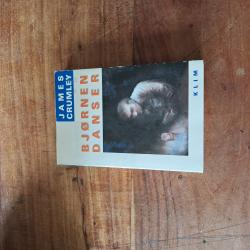 JAMES
CRUMLEY
BJØRNEN
DANSER
KLIM